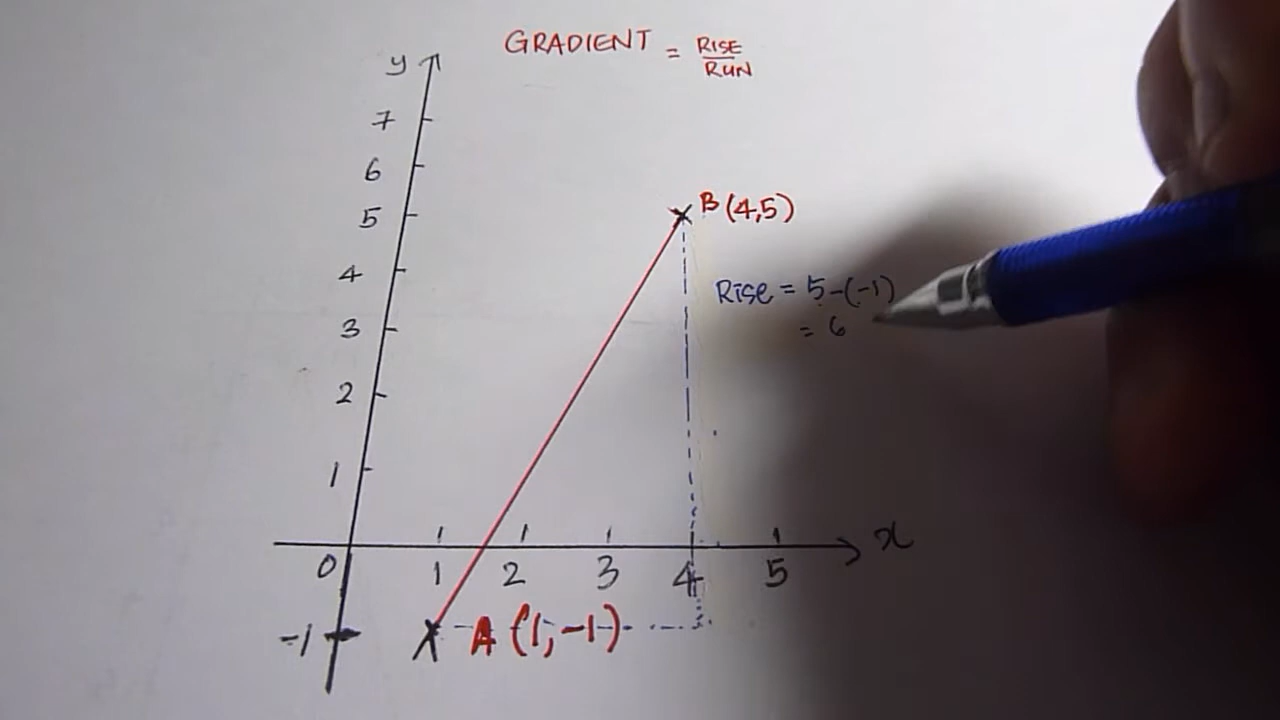 GRADIENT = RISE
RUN
y
7
6
5
4
3
2
1
0
-1
B (4,5)
Rise = 5-(-1)
= 6
1 2 3 4 5
x
A (1,-1)